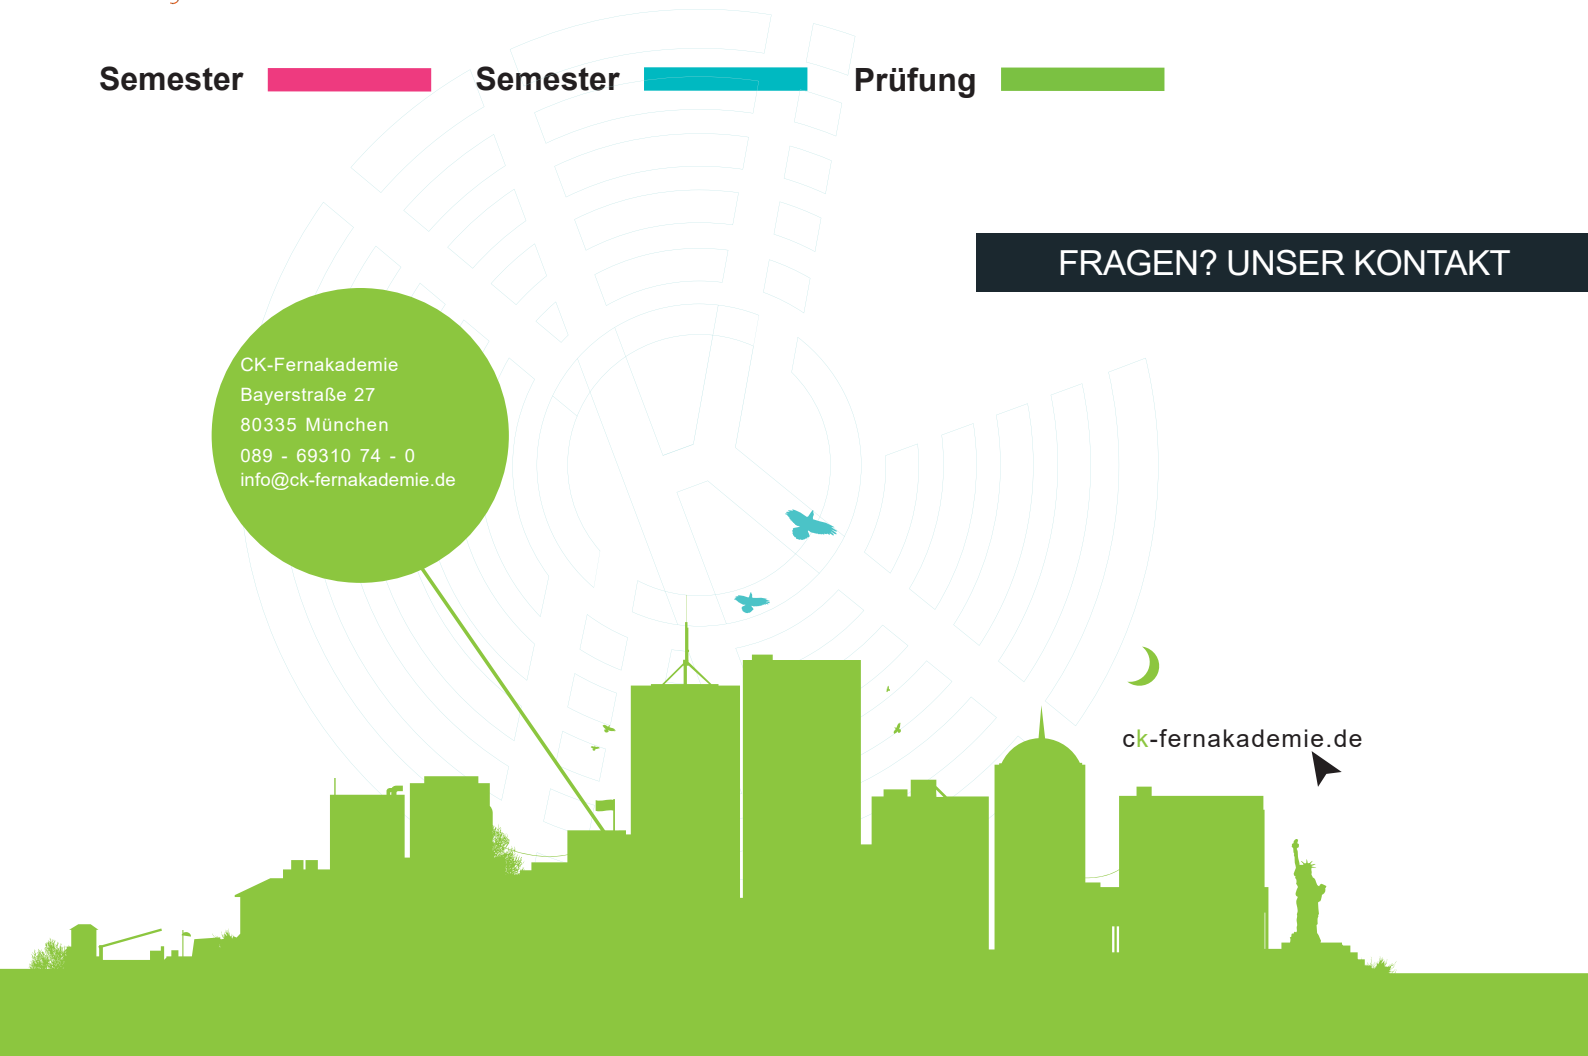 Semester Semester Prüfung
FRAGEN? UNSER KONTAKT
CK-Fernakademie
Bayerstraße 27
80335 München
089 - 69310 74 - 0
info@ck-fernakademie.de
ck-fernakademie.de